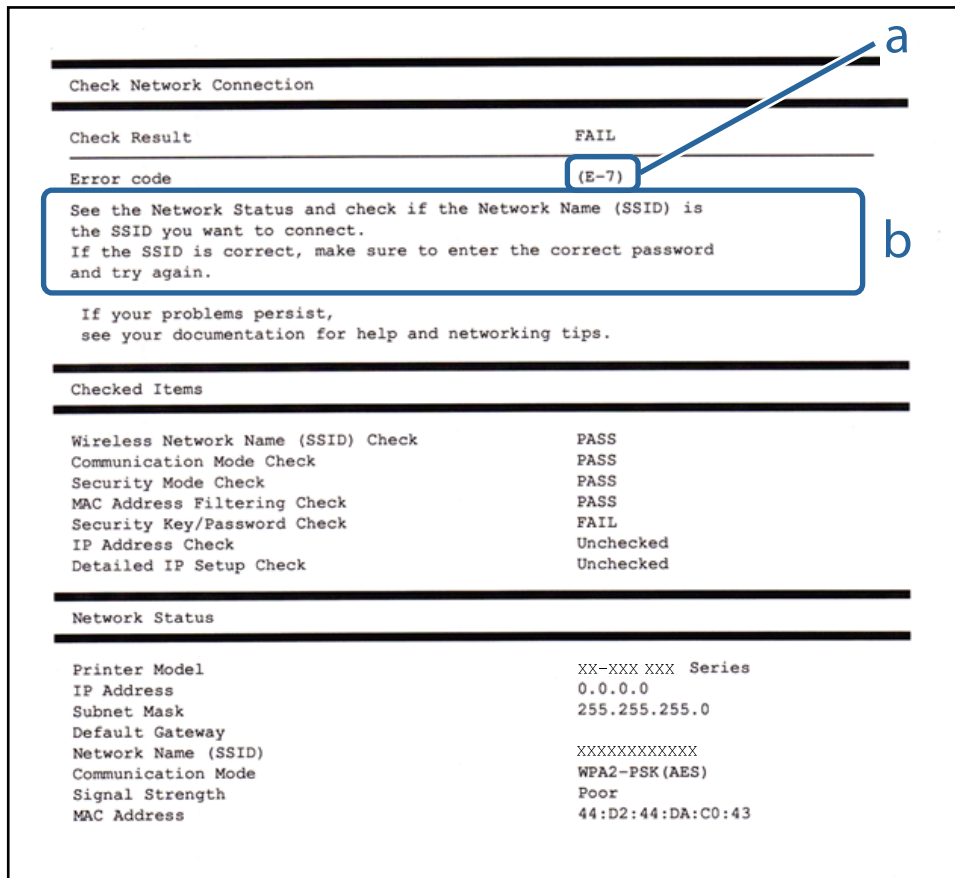 a
Check Network Connection
Check Result FAIL
Error code (E-7)
See the Network Status and check if the Network Name (SSID) is
the SSID you want to connect.
If the SSID is correct, make sure to enter the correct password
and try again.
b
If your problems persist,
see your documentation for help and networking tips.
Checked Items
Wireless Network Name (SSID) Check PASS
Communication Mode Check PASS
Security Mode Check PASS
MAC Address Filtering Check PASS
Security Key/Password Check FAIL
IP Address Check Unchecked
Detailed IP Setup Check Unchecked
Network Status
Printer Model XX-XXX XXX Series
IP Address 0.0.0.0
Subnet Mask 255.255.255.0
Default Gateway
Network Name (SSID) XXXXXXXXXXXX
Communication Mode WPA2-PSK(AES)
Signal Strength Poor
MAC Address 44:D2:44:DA:C0:43